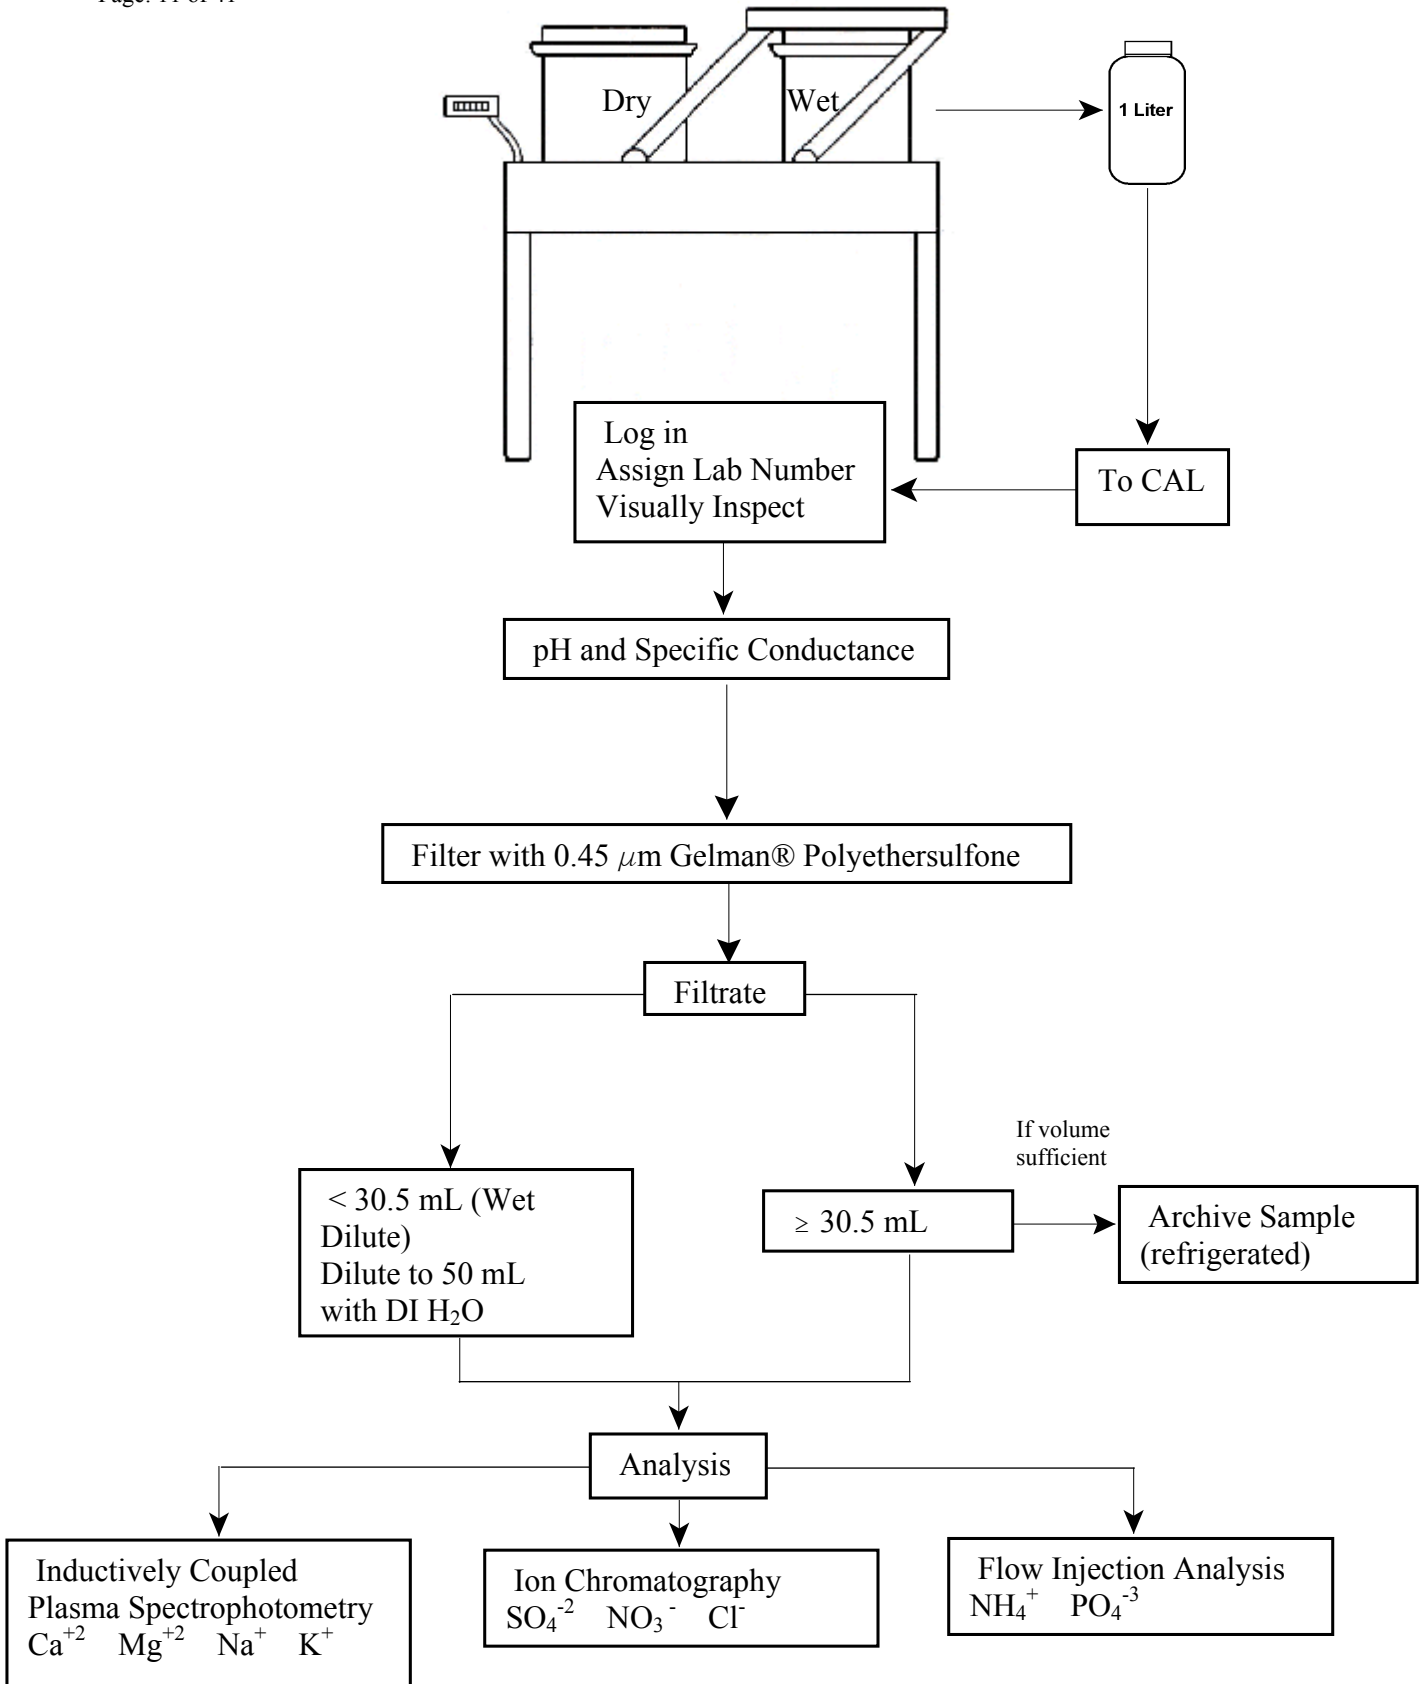 Dry
Wet
1 Liter
Log in
Assign Lab Number
Visually Inspect
To CAL
pH and Specific Conductance
Filter with 0.45 μm Gelman® Polyethersulfone
Filtrate
If volume
sufficient
< 30.5 mL (Wet
Dilute)
Dilute to 50 mL
with DI H₂O
≥ 30.5 mL
Archive Sample
(refrigerated)
Analysis
Inductively Coupled
Plasma Spectrophotometry
Ca⁺² Mg⁺² Na⁺ K⁺
Ion Chromatography
SO₄⁻² NO₃⁻ Cl⁻
Flow Injection Analysis
NH₄⁺ PO₄⁻³